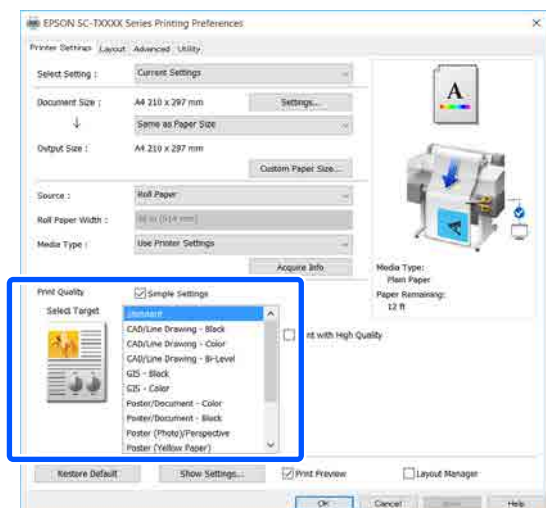 EPSON SC-TXXXX Series Printing Preferences
Printer Settings Layout Advanced Utility
Select Setting : Current Settings
Document Size : A4 210 x 297 mm Settings...
Same as Paper Size
Output Size : A4 210 x 297 mm
Custom Paper Size...
Source : Roll Paper
Roll Paper Width :
Media Type : Use Printer Settings
Acquire Info
Media Type:
Plain Paper
Paper Remaining:
12 ft
Print Quality Simple Settings
Select Target Standard
CAD/Line Drawing - Black
CAD/Line Drawing - Color
CAD/Line Drawing - Bi-Level
GIS - Black
GIS - Color
Poster/Document - Color
Poster/Document - Black
Poster (Photo)/Perspective
Poster (Yellow Paper)
nt with High Quality
Restore Default Show Settings... Print Preview Layout Manager
OK Cancel Help
A
A